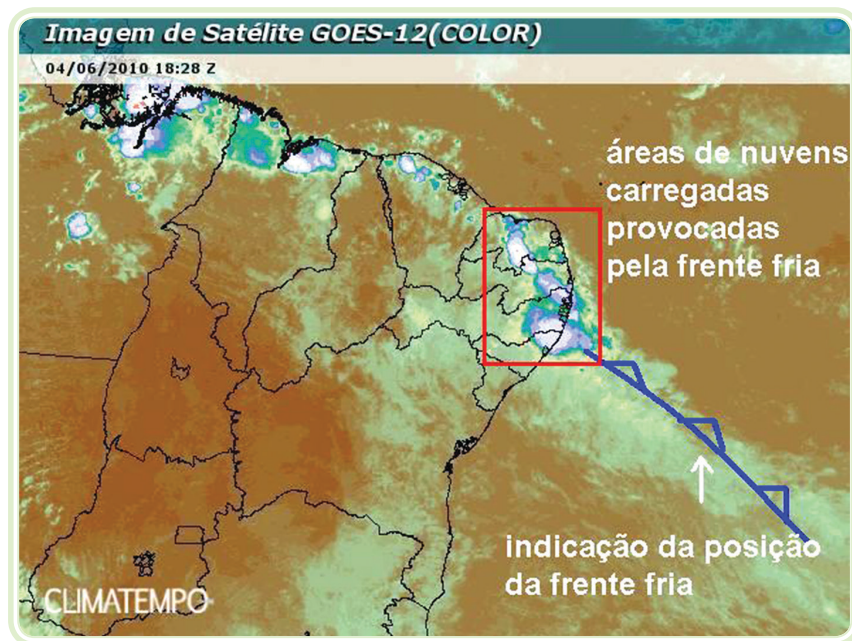 Imagem de Satélite GOES-12(COLOR)
04/06/2010 18:28 Z
áreas de nuvens
carregadas
provocadas
pela frente fria
indicação da posição
da frente fria
CLIMATEMPO